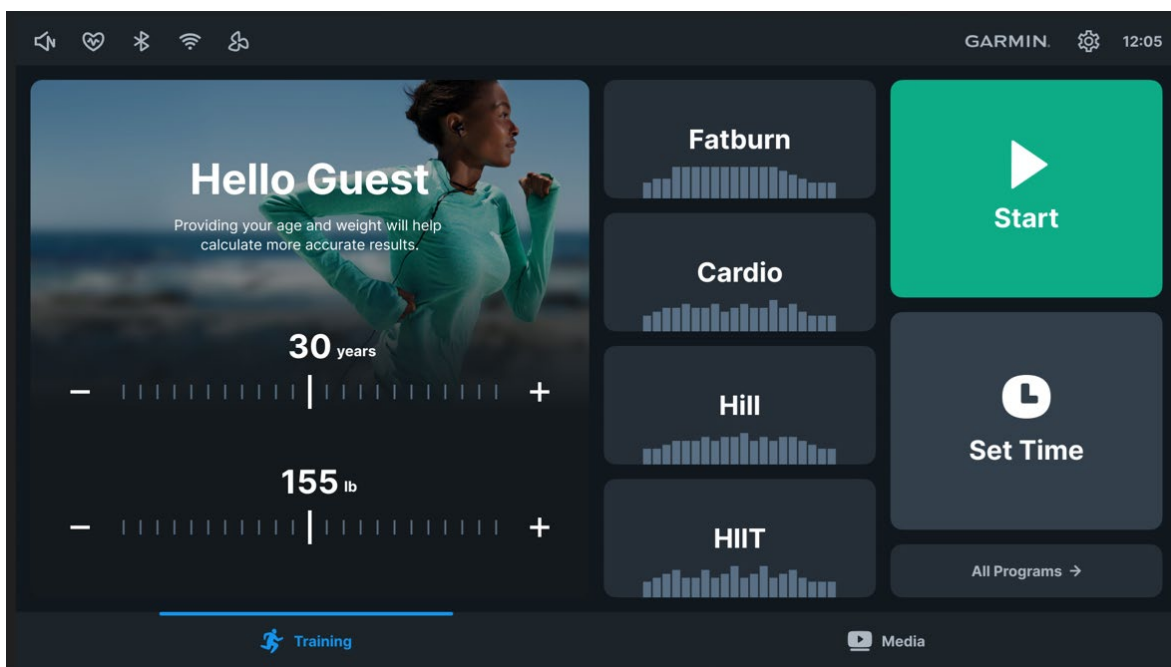 GARMIN.
12:05
Hello Guest
Providing your age and weight will help
calculate more accurate results.
30 years
155 lb
Fatburn
Cardio
Hill
HIIT
Start
Set Time
All Programs →
Training
Media